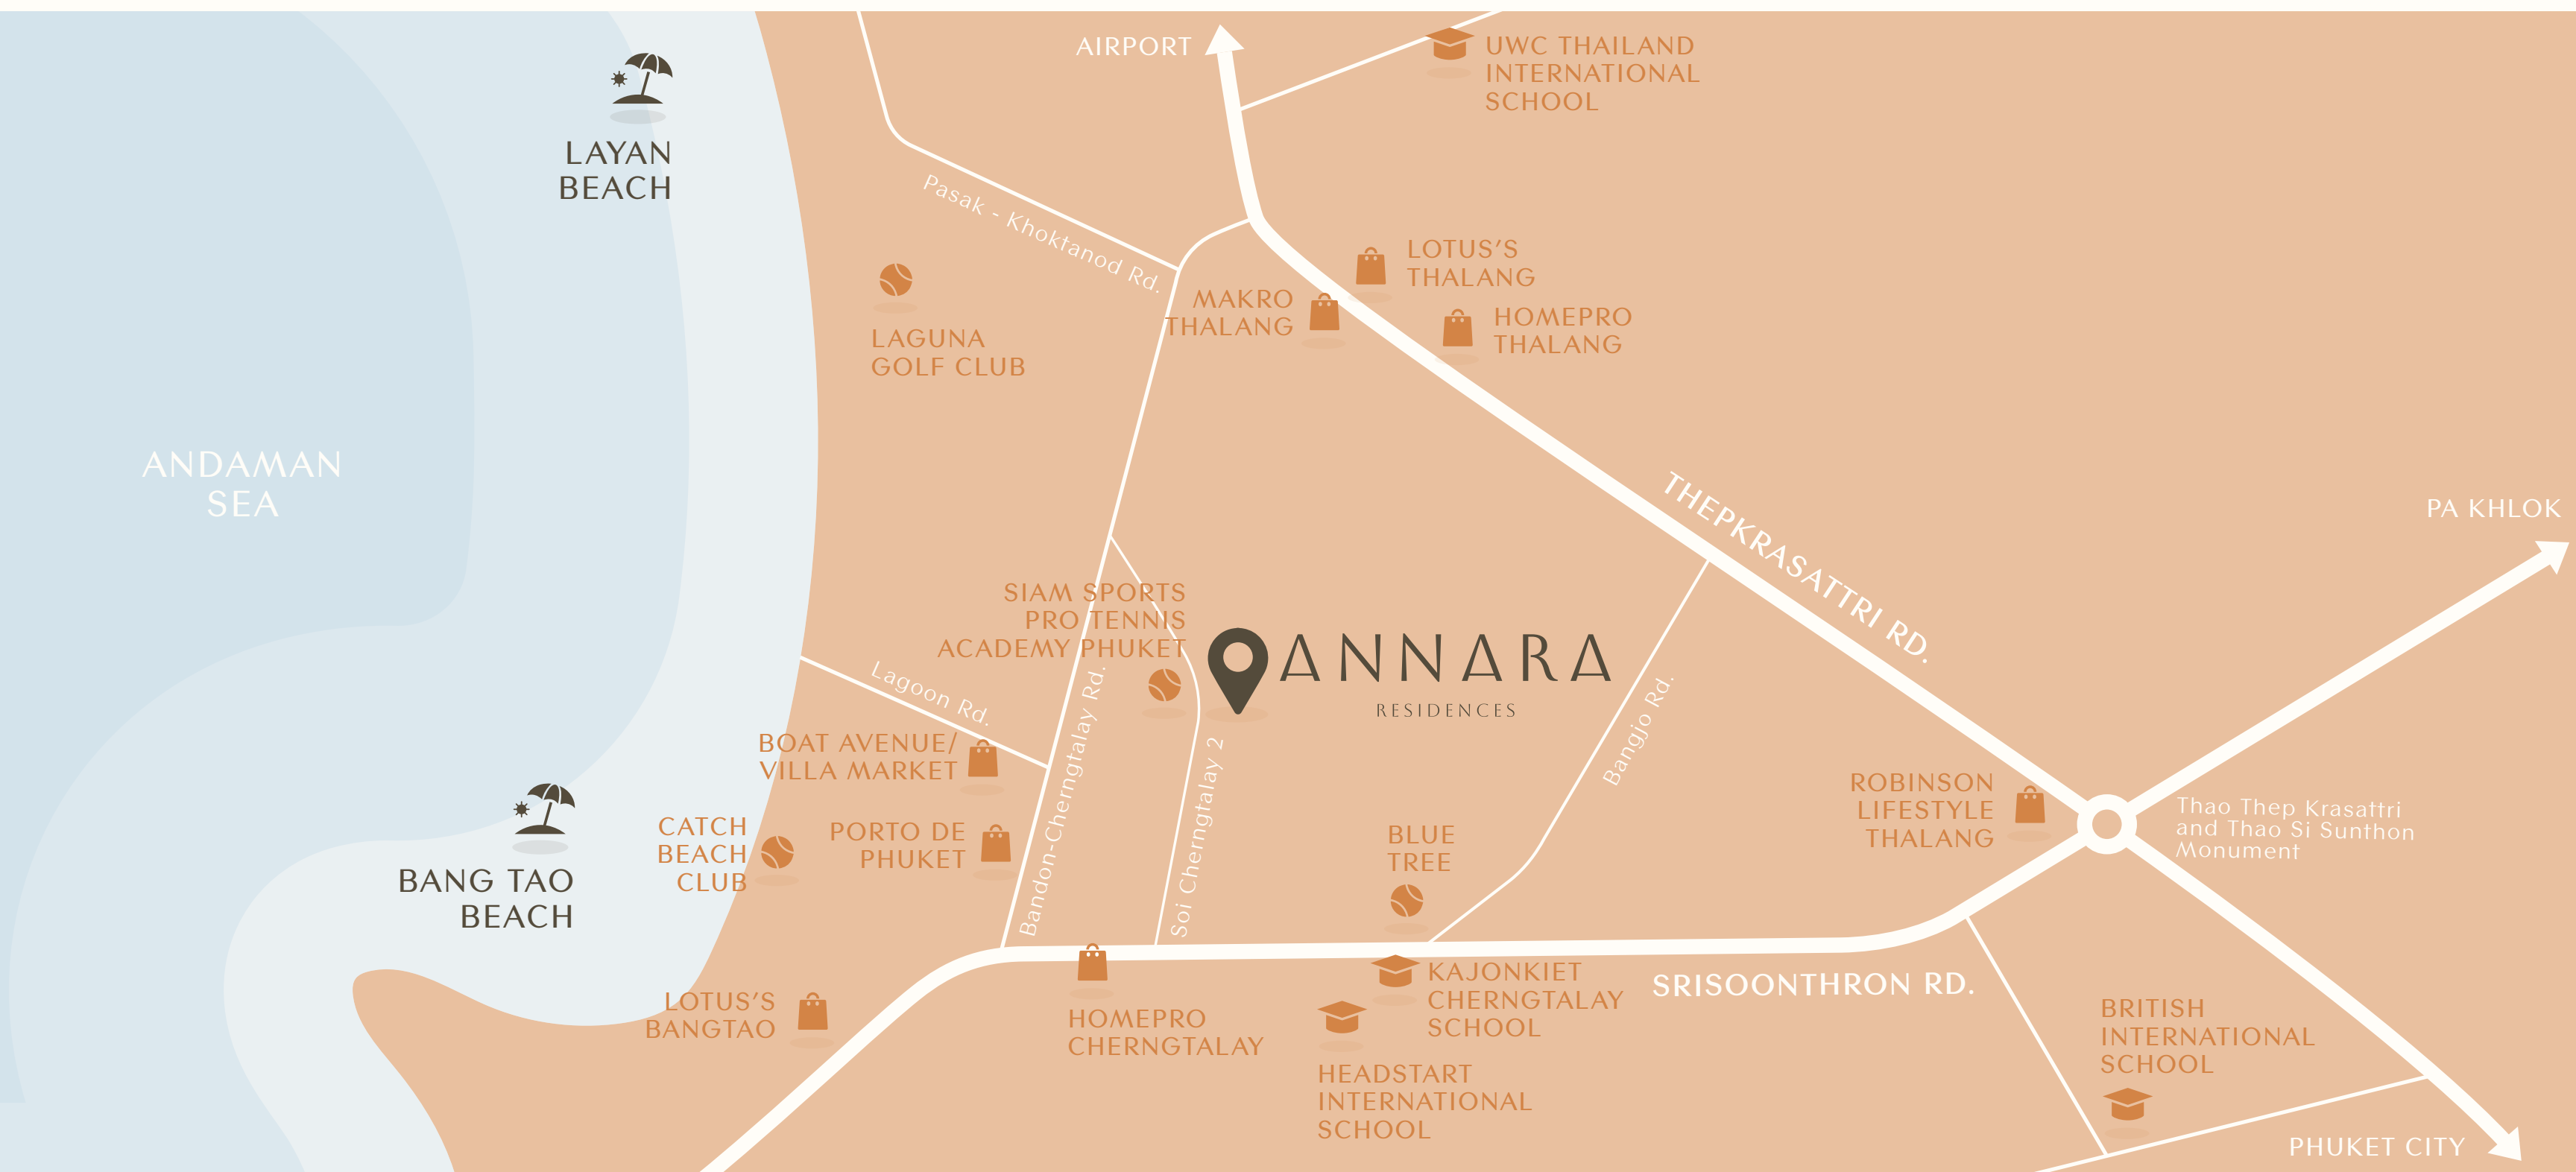 AIRPORT
UWC THAILAND
INTERNATIONAL
SCHOOL
LAYAN
BEACH
Pasak - Khoktanod Rd.
LOTUS'S
THALANG
MAKRO
THALANG
HOMEPRO
THALANG
LAGUNA
GOLF CLUB
ANDAMAN
SEA
THEPKRASATTRI RD.
PA KHLOK
SIAM SPORTS
PRO TENNIS
ACADEMY PHUKET
ANNARA
RESIDENCES
Lagoon Rd.
Bandon-Cherngtalay Rd.
Soi Cherngtalay 2
Bangjo Rd.
BOAT AVENUE/
VILLA MARKET
ROBINSON
LIFESTYLE
THALANG
Thao Thep Krasattri
and Thao Si Sunthon
Monument
CATCH
BEACH
CLUB
PORTO DE
PHUKET
BLUE
TREE
BANG TAO
BEACH
LOTUS'S
BANGTAO
HOMEPRO
CHERNGTALAY
KAJONKIET
CHERNGTALAY
SCHOOL
SRISOONTHRON RD.
HEADSTART
INTERNATIONAL
SCHOOL
BRITISH
INTERNATIONAL
SCHOOL
PHUKET CITY